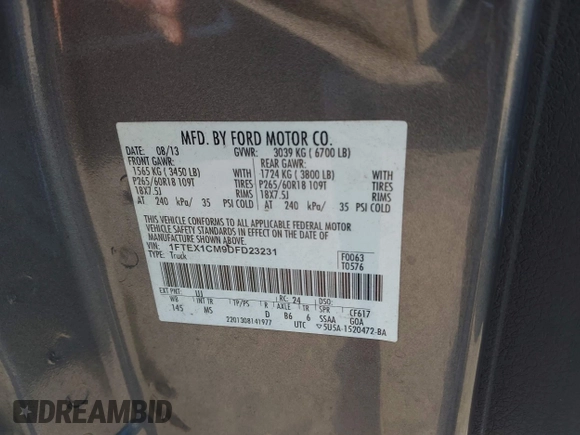 MFD. BY FORD MOTOR CO.
DATE: 08/13 GVWR: 3039 KG ( 6700 LB)
FRONT GAWR: REAR GAWR:
1565 KG ( 3450 LB) WITH 1724 KG ( 3800 LB) WITH
P265/60R18 109T TIRES P265/60R18 109T TIRES
18X7.5J RIMS 18X7.5J RIMS
AT 240 kPa/ 35 PSI COLD AT 240 kPa/ 35 PSI COLD
THIS VEHICLE CONFORMS TO ALL APPLICABLE FEDERAL MOTOR
VEHICLE SAFETY AND THEFT PREVENTION STANDARDS
IN EFFECT ON THE DATE OF
MANUFACTURE SHOWN ABOVE.
VIN: 1FTEX1CM9DFD23231 F0063
TYPE: Truck T0576
EXT PNT: UJ RC: 24 DSO:
WB INT TR TP/PS R AXLE TR SPR CF617
145 MS D B6 6 SSAA GOA
2201308141977 UTC 5USA-1520472-BA
DREAMBID